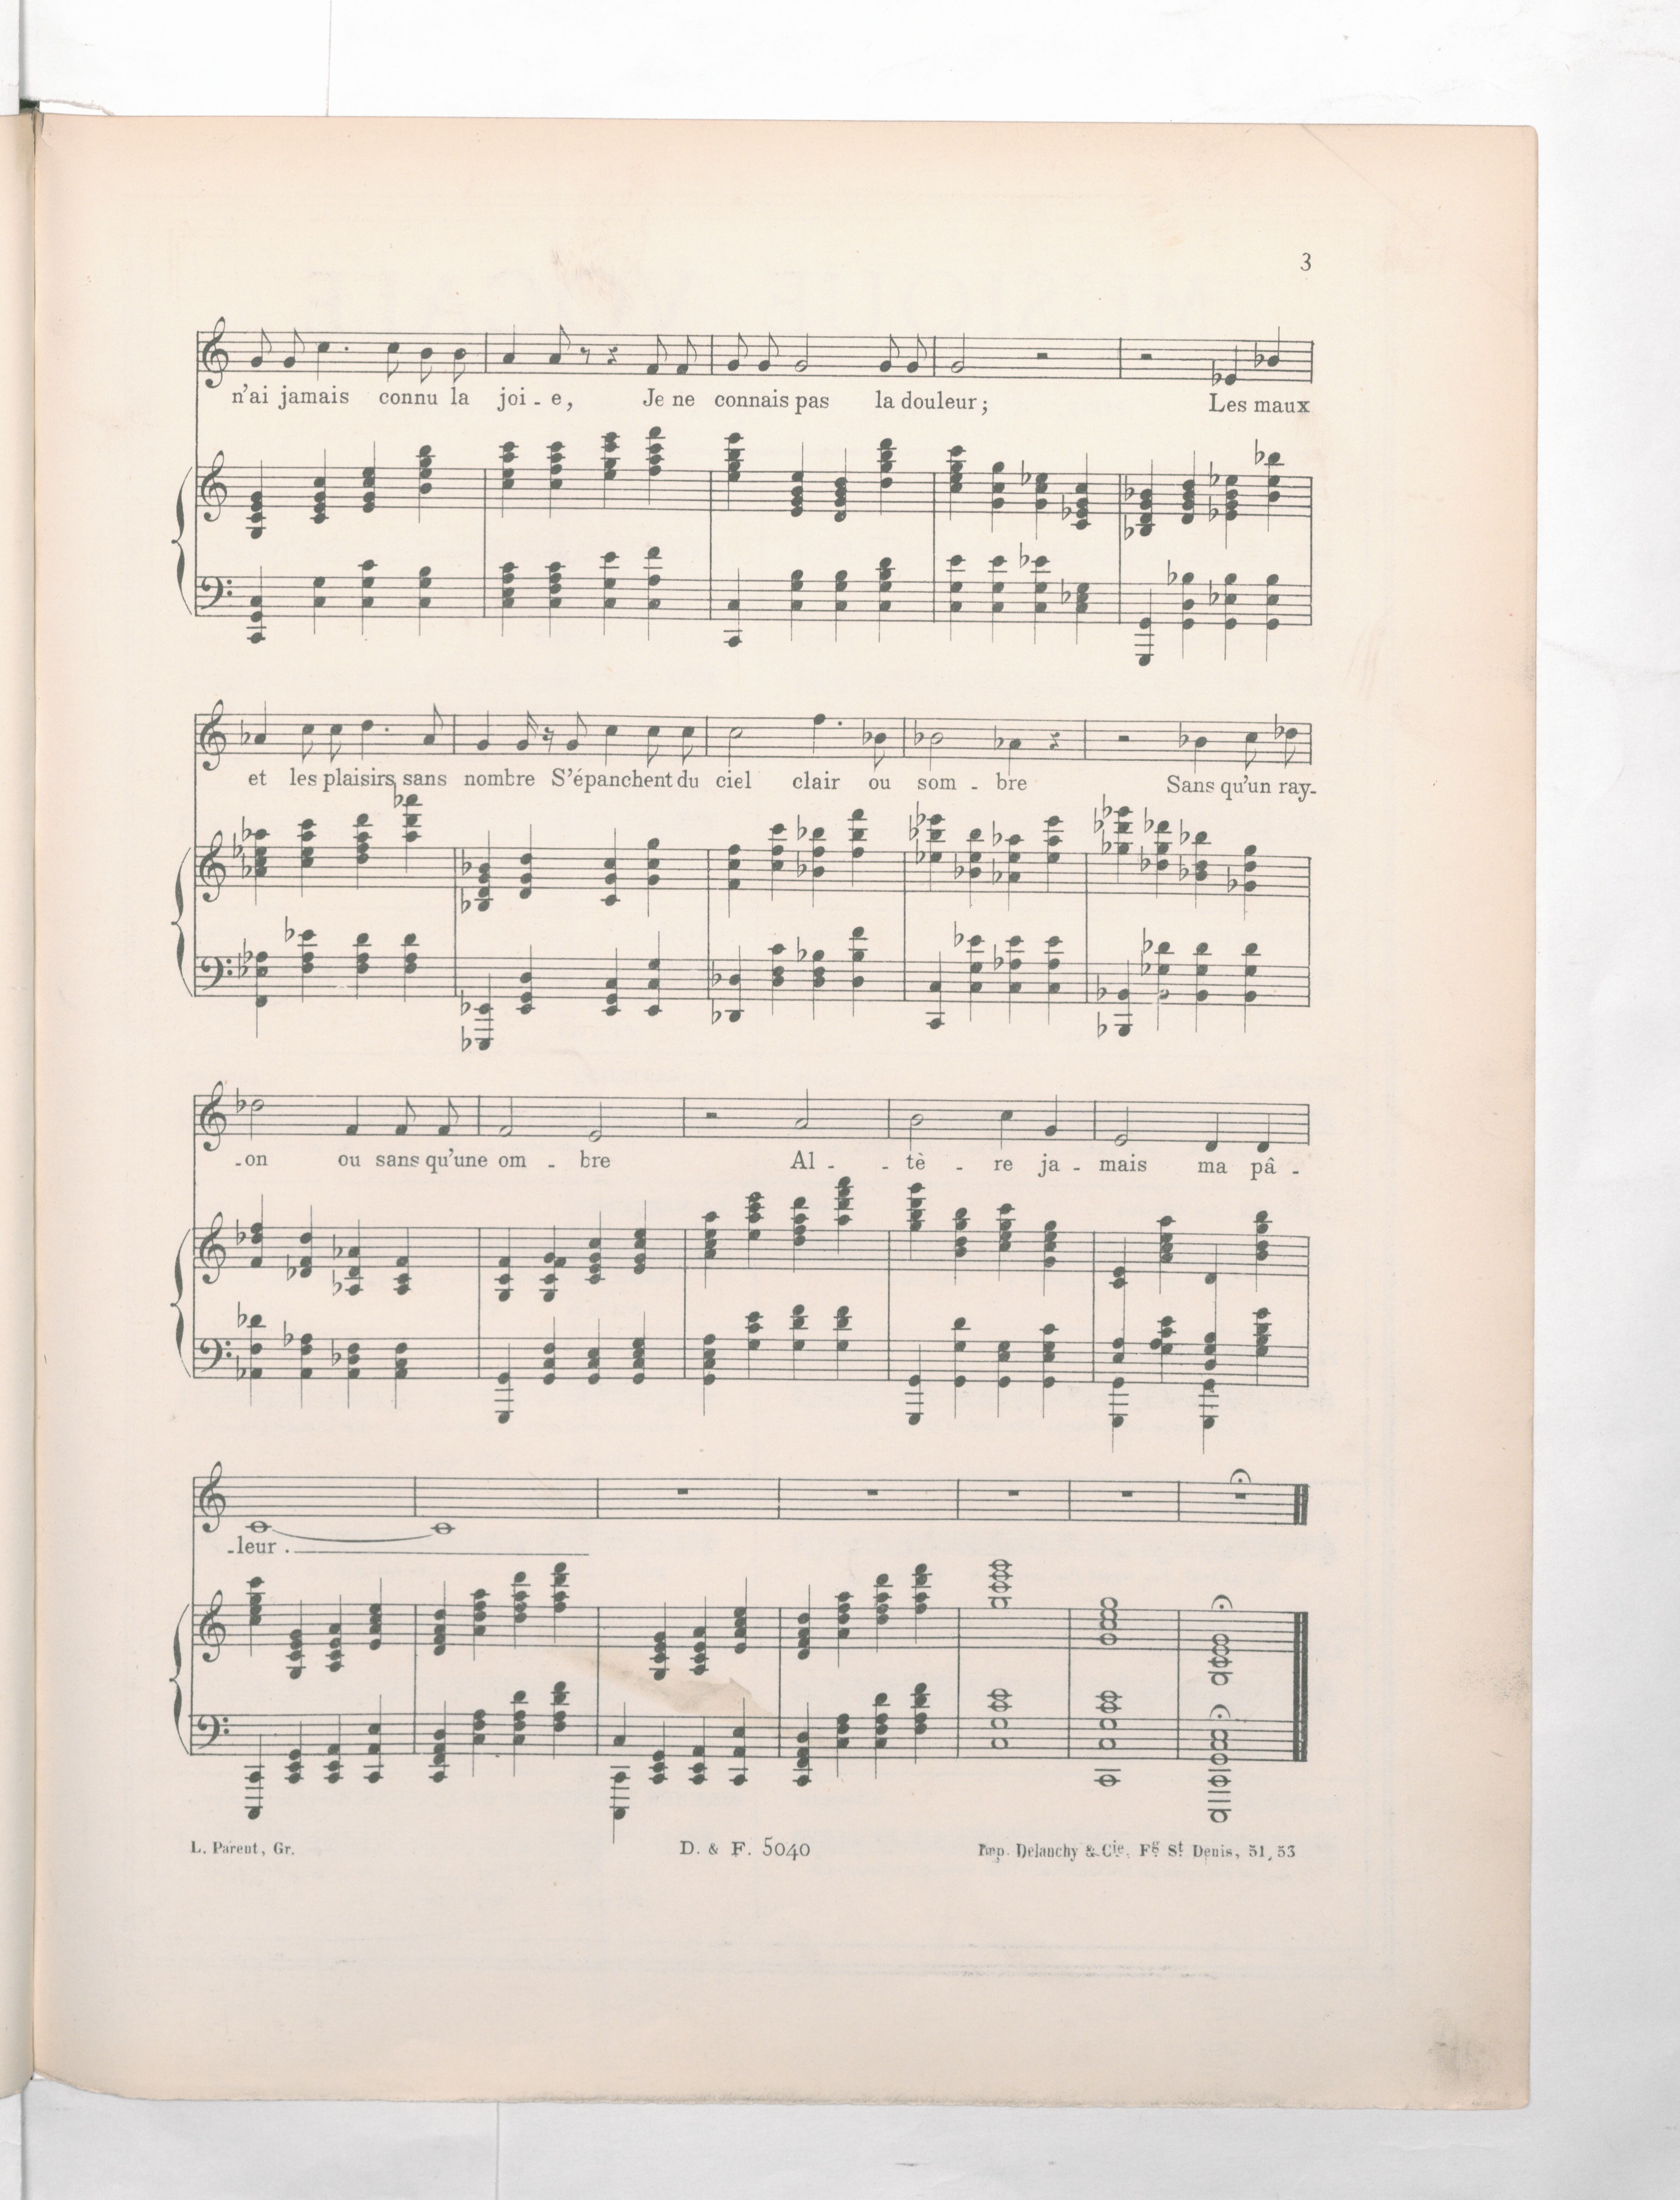 3
n'ai jamais connu la joi - e, Je ne connais pas la douleur; Les maux
et les plaisirs sans nombre S'épanchent du ciel clair ou som - bre Sans qu'un ray-
-on ou sans qu'une om - bre Al - - tè - re ja - mais ma pâ -
-leur.
L. Parent, Gr. D. & F. 5040 Imp. Delanchy & Cie, Fg St Denis, 51, 53